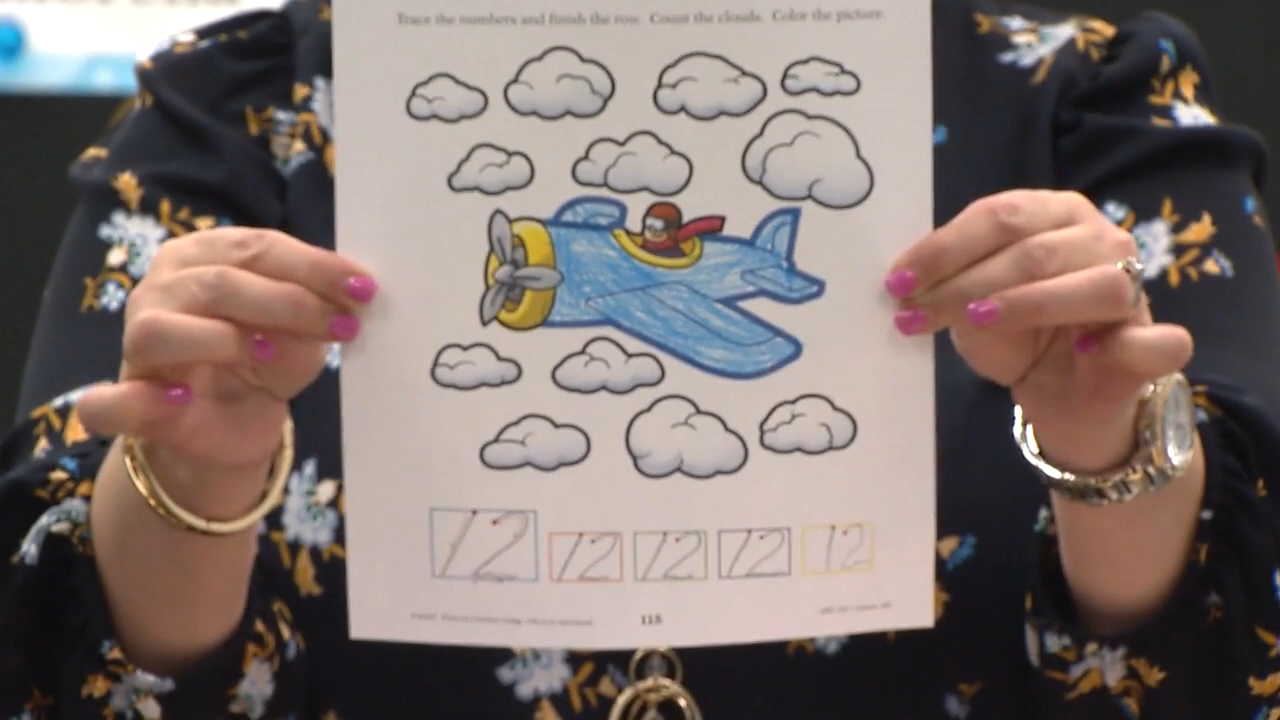 Trace the numbers and finish the row. Count the clouds. Color the picture.
12 12 12 12 12
115